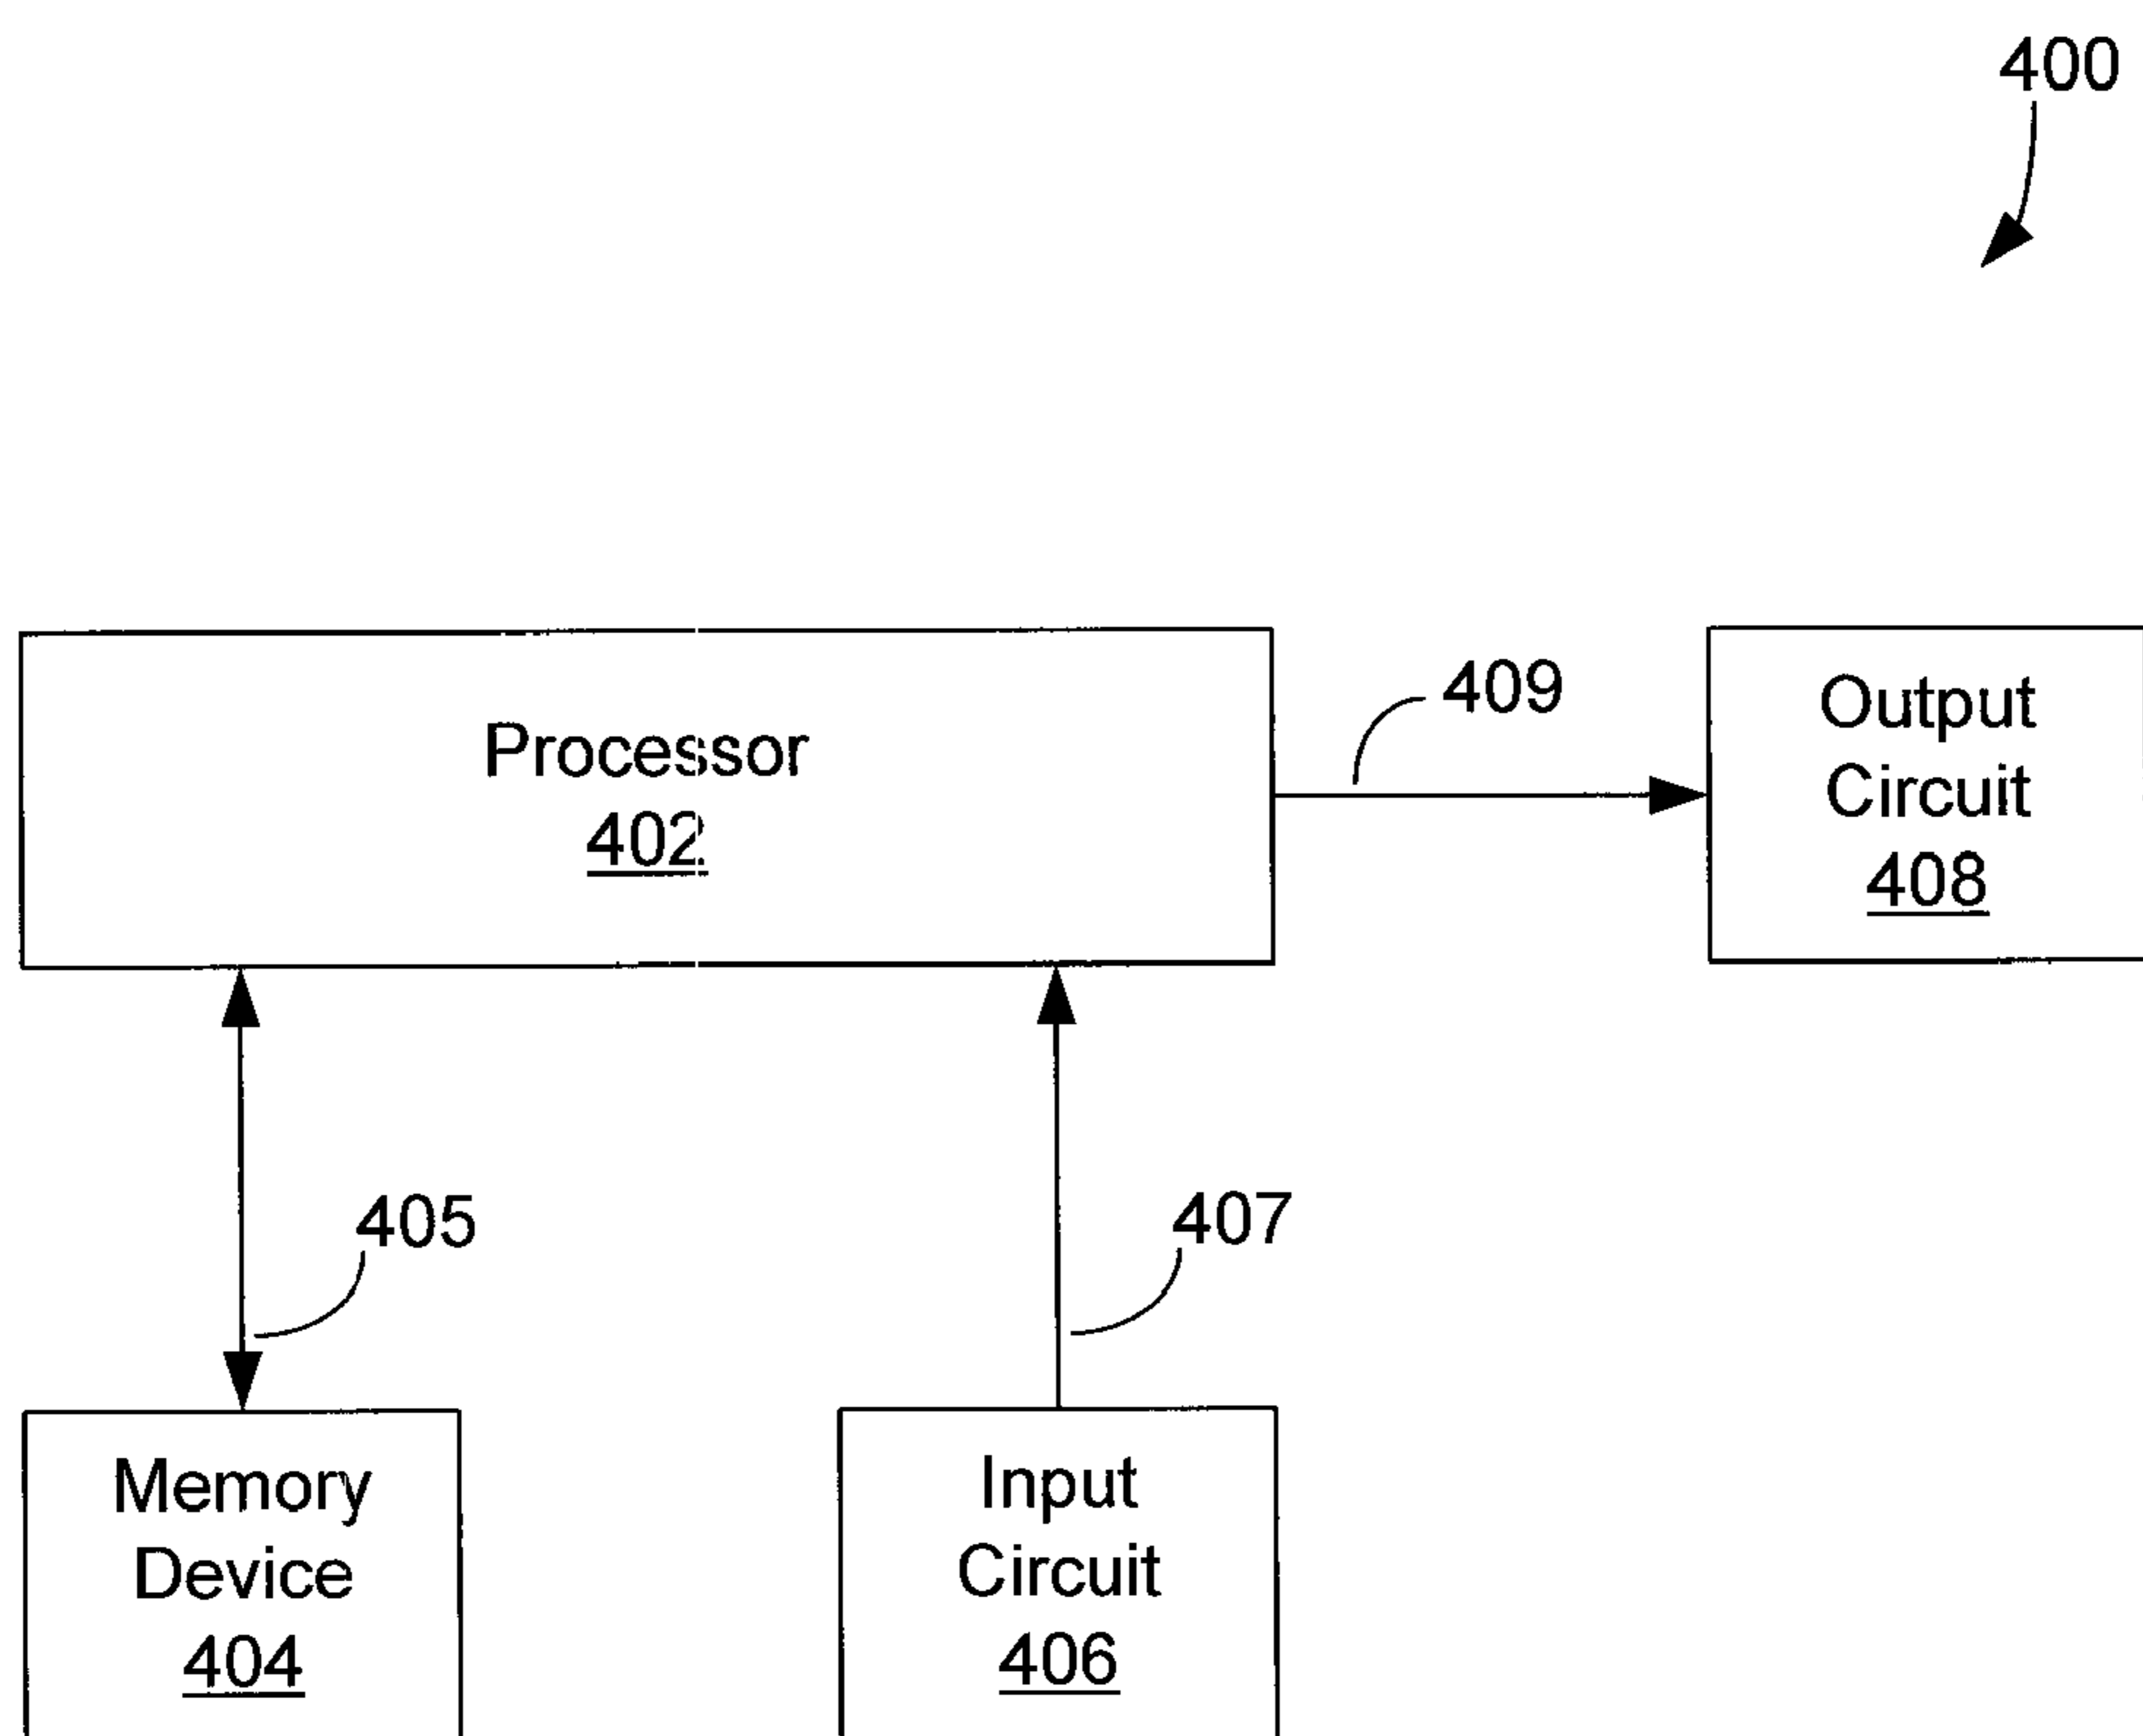 400
Processor
402
409
Output
Circuit
408
405
407
Memory
Device
404
Input
Circuit
406